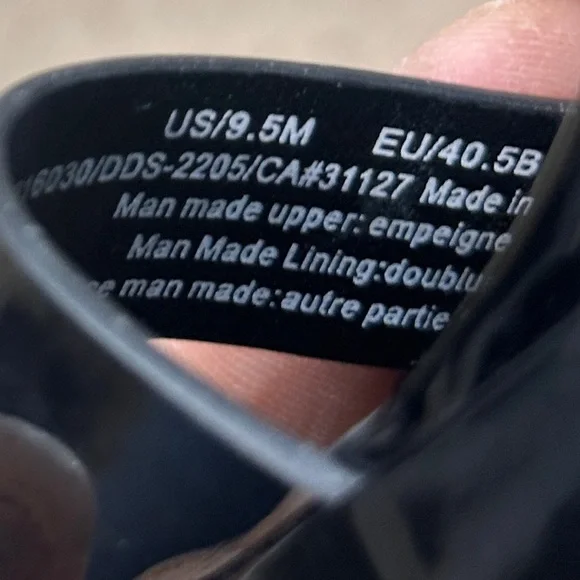 US/9.5M EU/40.5B
16030/DDS-2205/CA#31127 Made in
Man made upper: empeigne
Man Made Lining:doublu
man made:autre partie